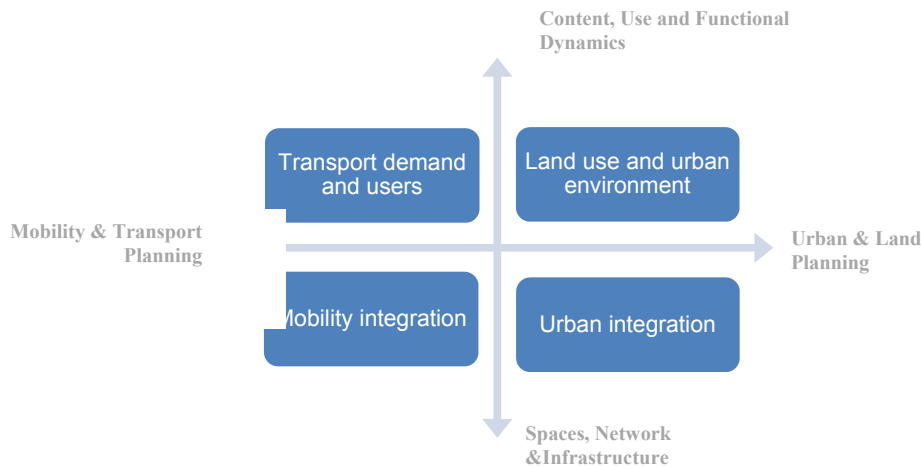 Content, Use and Functional
Dynamics
Transport demand
and users
Land use and urban
environment
Mobility & Transport
Planning
Urban & Land
Planning
Mobility integration
Urban integration
Spaces, Network
&Infrastructure